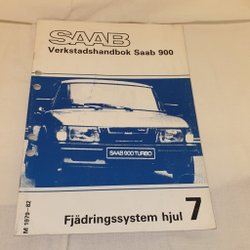 SAAB
Verkstadshandbok Saab 900
SAAB 900 TURBO
M 1979-82
Fjädringssystem hjul 7